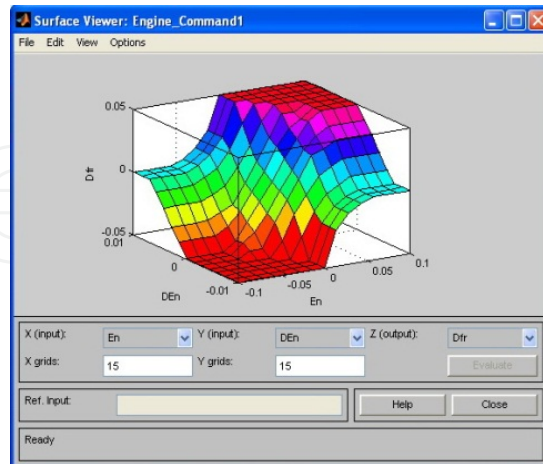 Surface Viewer: Engine_Command1
File Edit View Options
0.05
0
-0.05
Dfr
0.01
0
-0.01
DEn
-0.1
-0.05
0
0.05
0.1
En
X (input): En Y (input): DEn Z (output): Dfr
X grids: 15 Y grids: 15 Evaluate
Ref. Input: Help Close
Ready